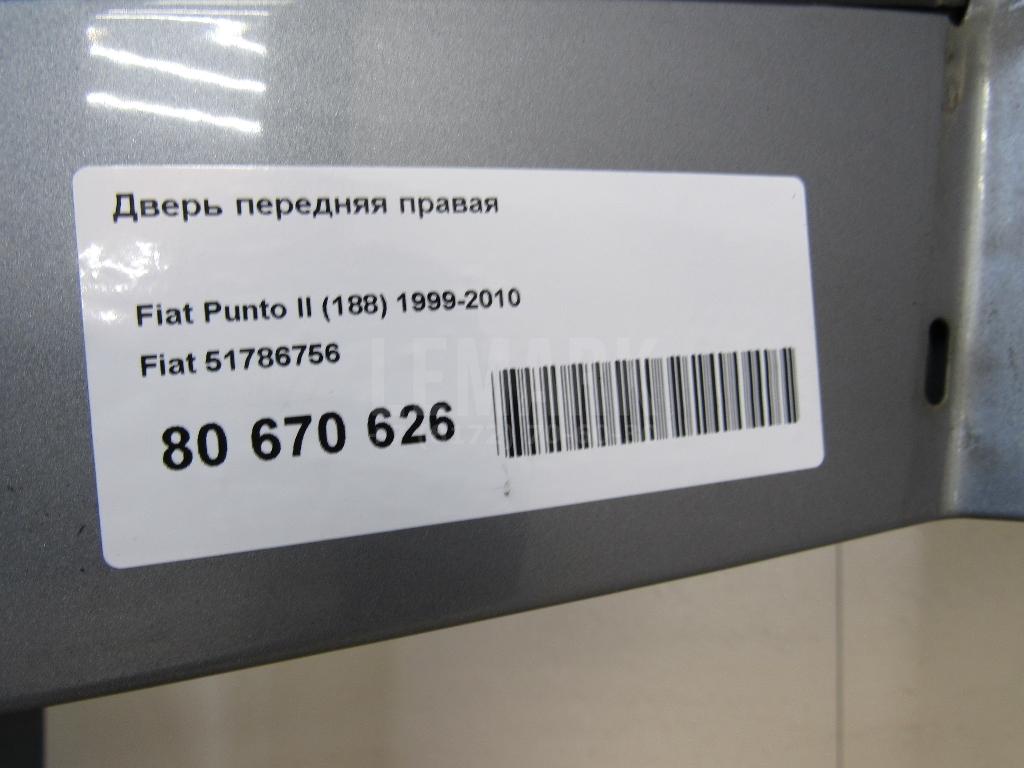 Дверь передняя правая
Fiat Punto II (188) 1999-2010
Fiat 51786756
80 670 626
LEMARK